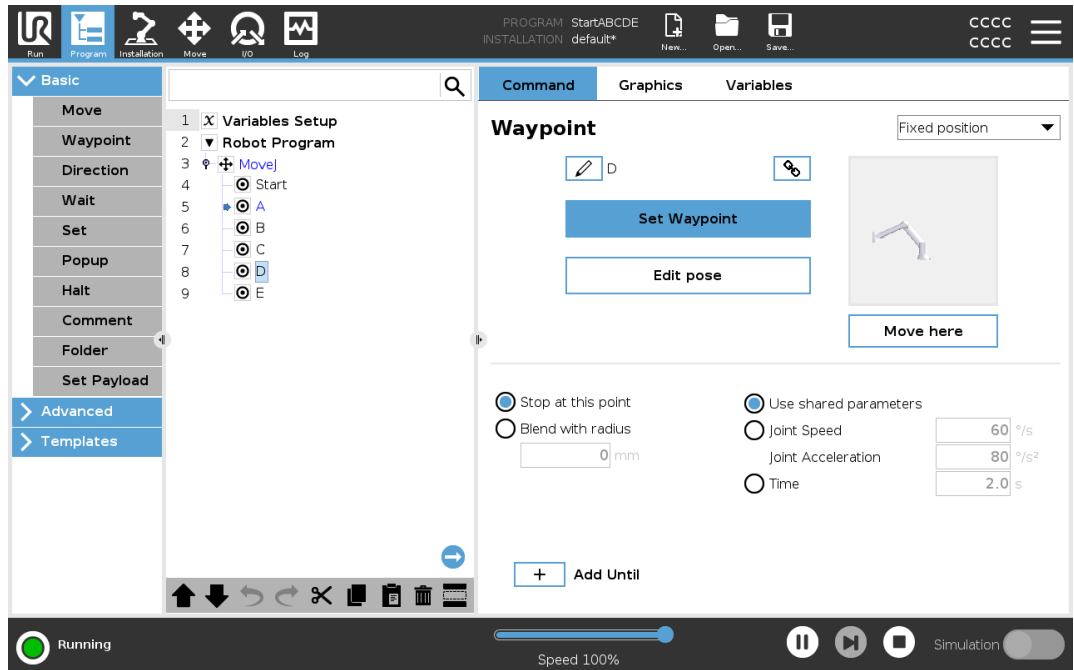 Run
Program
Installation
Move
I/O
Log
PROGRAM StartABCDE
INSTALLATION default*
New...
Open...
Save...
CCCC
CCCC
Basic
Move
Waypoint
Direction
Wait
Set
Popup
Halt
Comment
Folder
Set Payload
Advanced
Templates
1 X Variables Setup
2 Robot Program
3 MoveJ
4 Start
5 A
6 B
7 C
8 D
9 E
Command Graphics Variables
Waypoint
Fixed position
D
Set Waypoint
Edit pose
Move here
Stop at this point
Blend with radius
0 mm
Use shared parameters
Joint Speed 60 °/s
Joint Acceleration 80 °/s²
Time 2.0 s
+ Add Until
Running
Speed 100%
Simulation